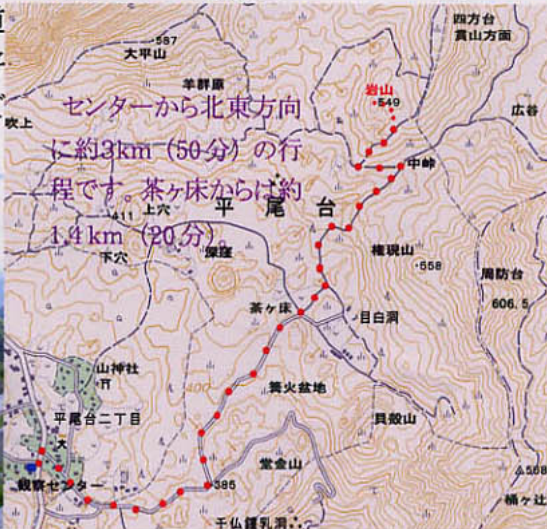 四方台
貫山方面
大平山
・587
岩山
・549
羊群原
広谷
吹上
センターから北東方向
に約3km（50分）の行
程です。茶ヶ床からは約
1.4km（20分）。
中峠
平尾台
・411
上穴
下穴
深窪
権現山
・558
周防台
606.5
茶ヶ床
目白洞
山神社
400
篝火盆地
平尾台二丁目
貝殻山
堂金山
観察センター
385
568
桶ヶ辻
千仏鍾乳洞